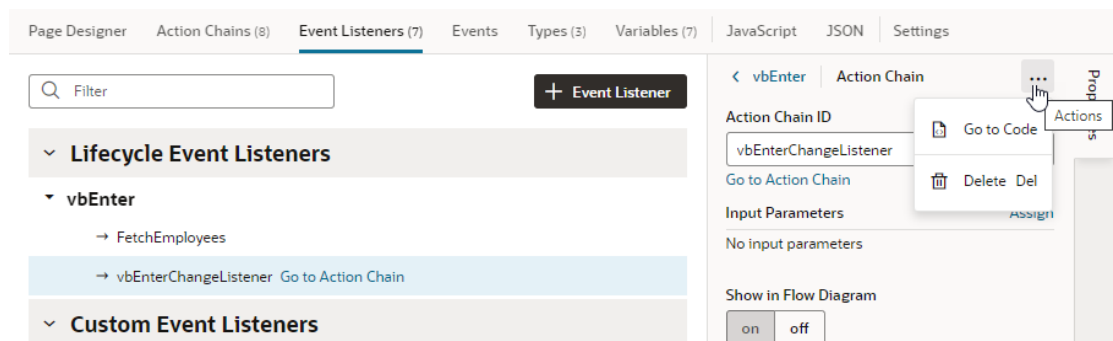 Page Designer Action Chains (8) Event Listeners (7) Events Types (3) Variables (7) JavaScript JSON Settings
Filter
+ Event Listener
Lifecycle Event Listeners
vbEnter
→ FetchEmployees
→ vbEnterChangeListener Go to Action Chain
Custom Event Listeners
< vbEnter Action Chain ...
Action Chain ID
vbEnterChangeListener
Go to Action Chain
Input Parameters Assign
No input parameters
Show in Flow Diagram
on off
Go to Code
Delete Del
Actions